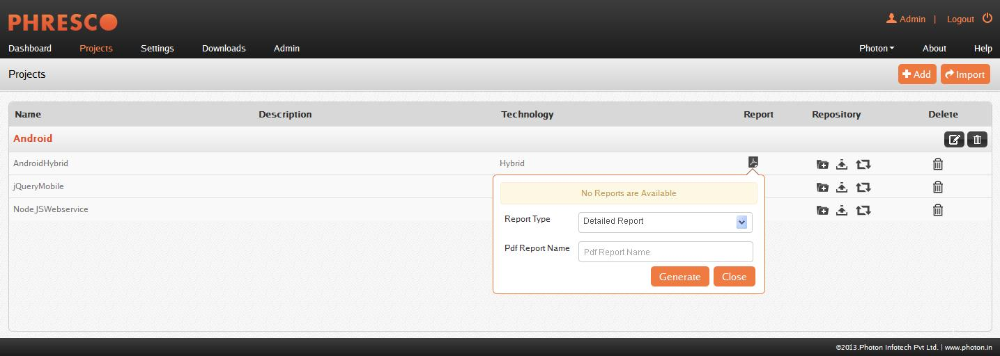 PHRESCO
Admin | Logout
Dashboard Projects Settings Downloads Admin Photon About Help
Projects Add Import
Name Description Technology Report Repository Delete
Android
AndroidHybrid Hybrid
jQueryMobile
NodeJSWebservice
No Reports are Available
Report Type Detailed Report
Pdf Report Name Pdf Report Name
Generate Close
©2013.Photon Infotech Pvt Ltd. | www.photon.in